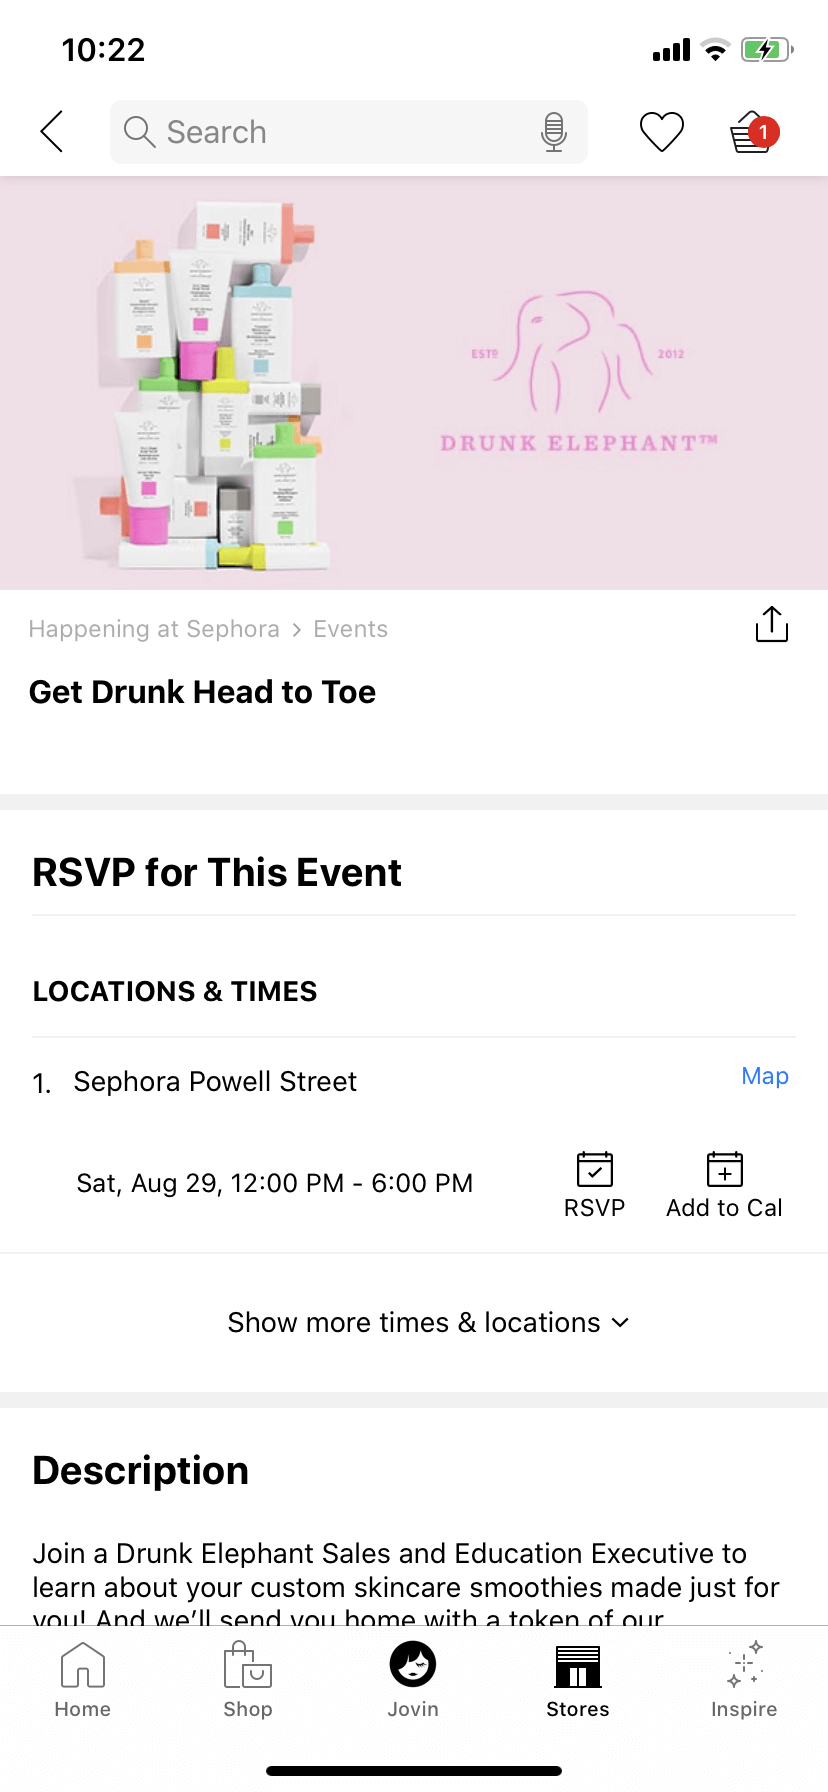 10:22
Search
1
ESTD 2012
DRUNK ELEPHANT™
Happening at Sephora > Events
Get Drunk Head to Toe
RSVP for This Event
LOCATIONS & TIMES
1. Sephora Powell Street
Map
Sat, Aug 29, 12:00 PM - 6:00 PM
RSVP
Add to Cal
Show more times & locations
Description
Join a Drunk Elephant Sales and Education Executive to
learn about your custom skincare smoothies made just for
you! And we'll send you home with a token of our
Home
Shop
Jovin
Stores
Inspire